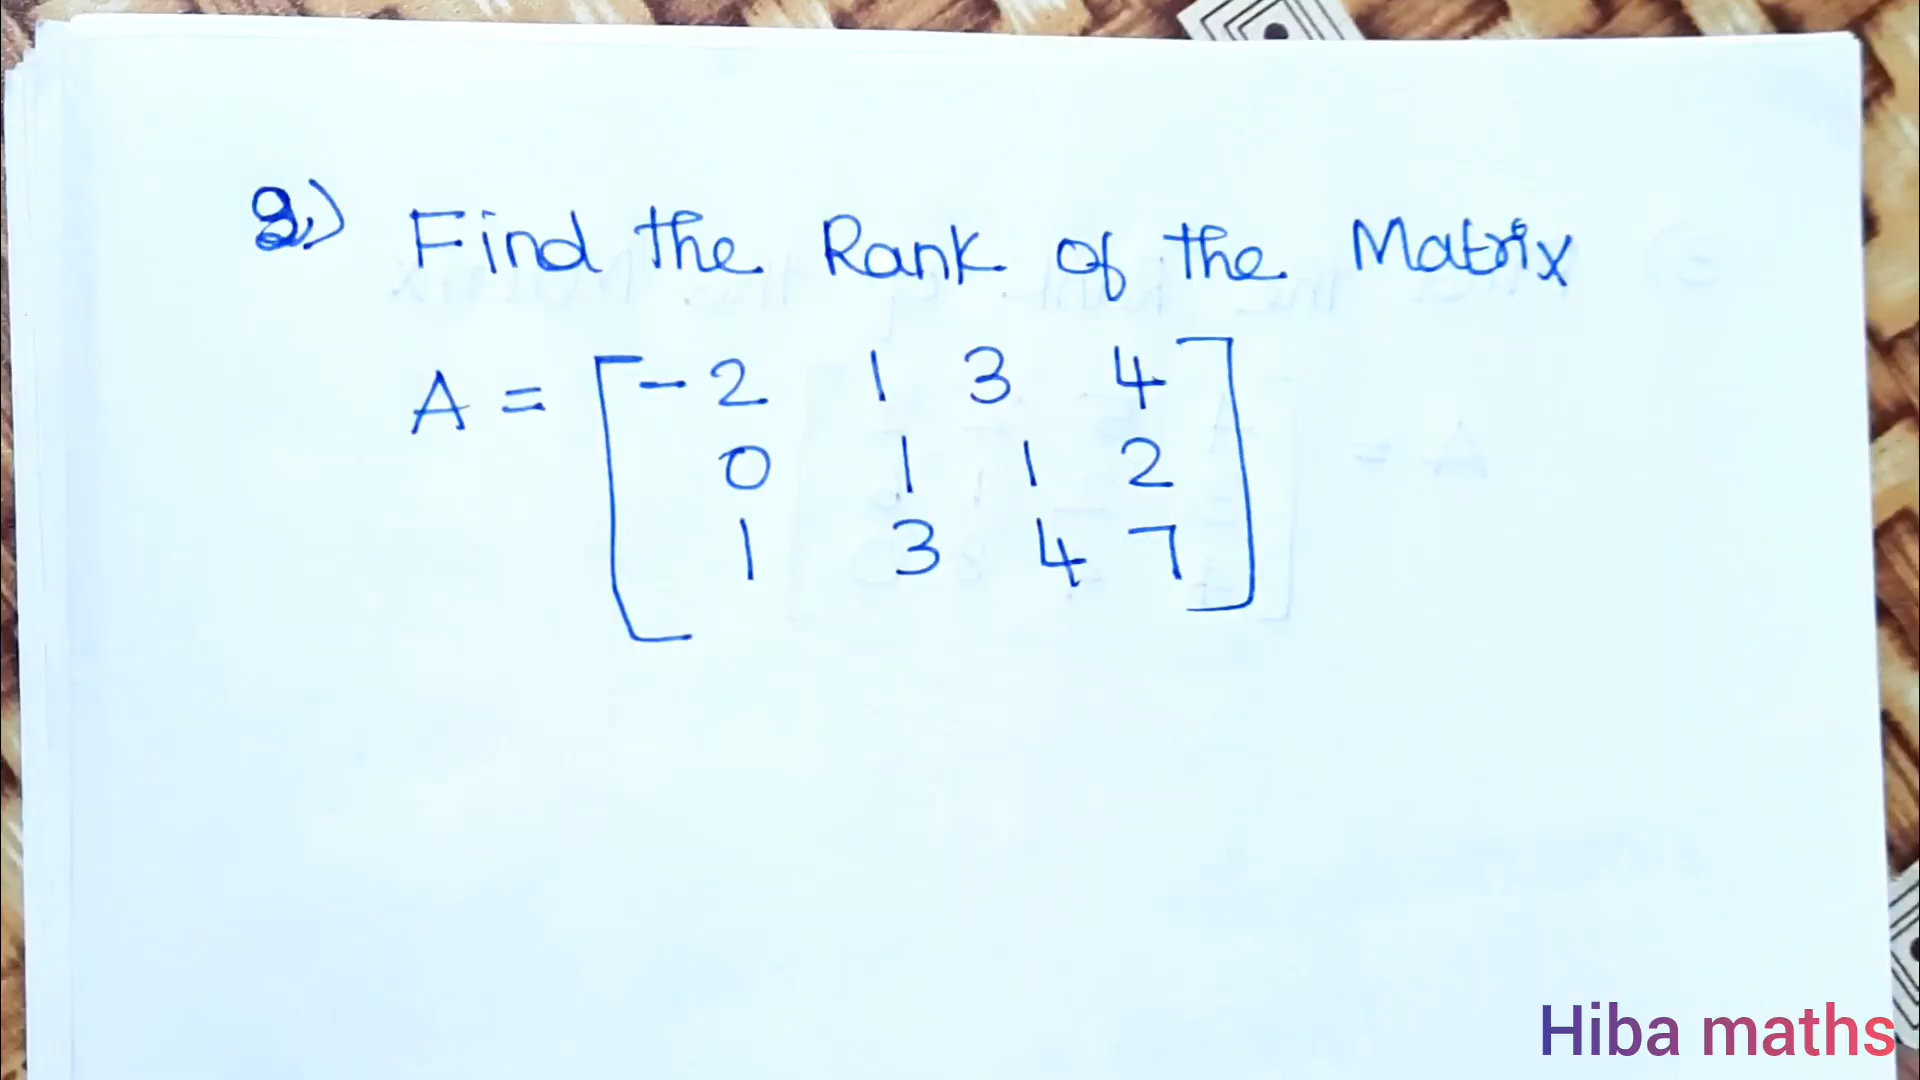 2.) Find the Rank of the Matrix
A = [ -2 1 3 4
0 1 1 2
1 3 4 7 ]
Hiba maths